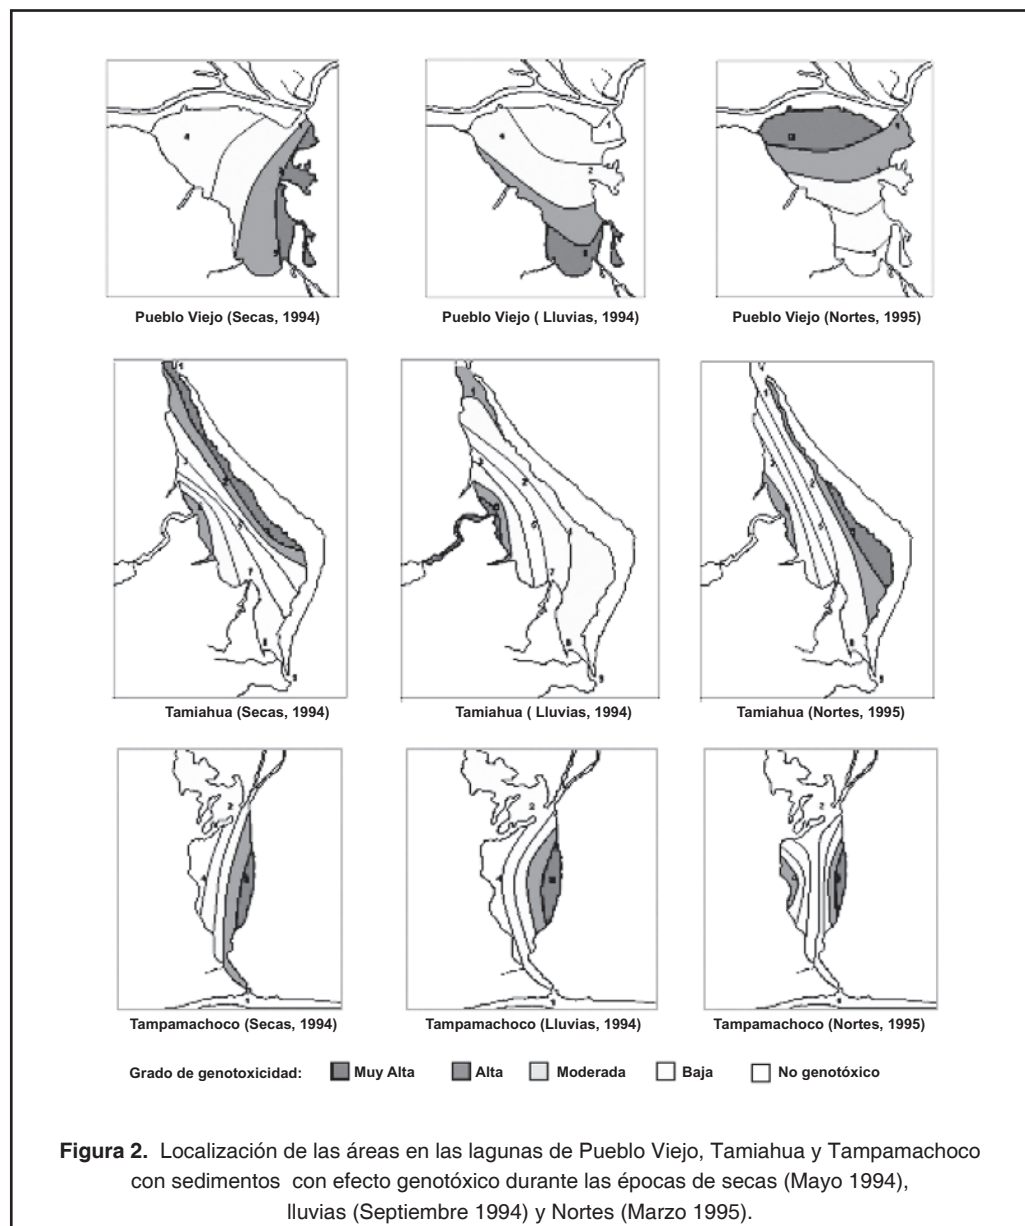 Pueblo Viejo (Secas, 1994)
Pueblo Viejo ( Lluvias, 1994)
Pueblo Viejo (Nortes, 1995)
Tamiahua (Secas, 1994)
Tamiahua ( Lluvias, 1994)
Tamiahua (Nortes, 1995)
Tampamachoco (Secas, 1994)
Tampamachoco (Lluvias, 1994)
Tampamachoco (Nortes, 1995)
Grado de genotoxicidad: Muy Alta Alta Moderada Baja No genotóxico
Figura 2. Localización de las áreas en las lagunas de Pueblo Viejo, Tamiahua y Tampamachoco
con sedimentos con efecto genotóxico durante las épocas de secas (Mayo 1994),
lluvias (Septiembre 1994) y Nortes (Marzo 1995).